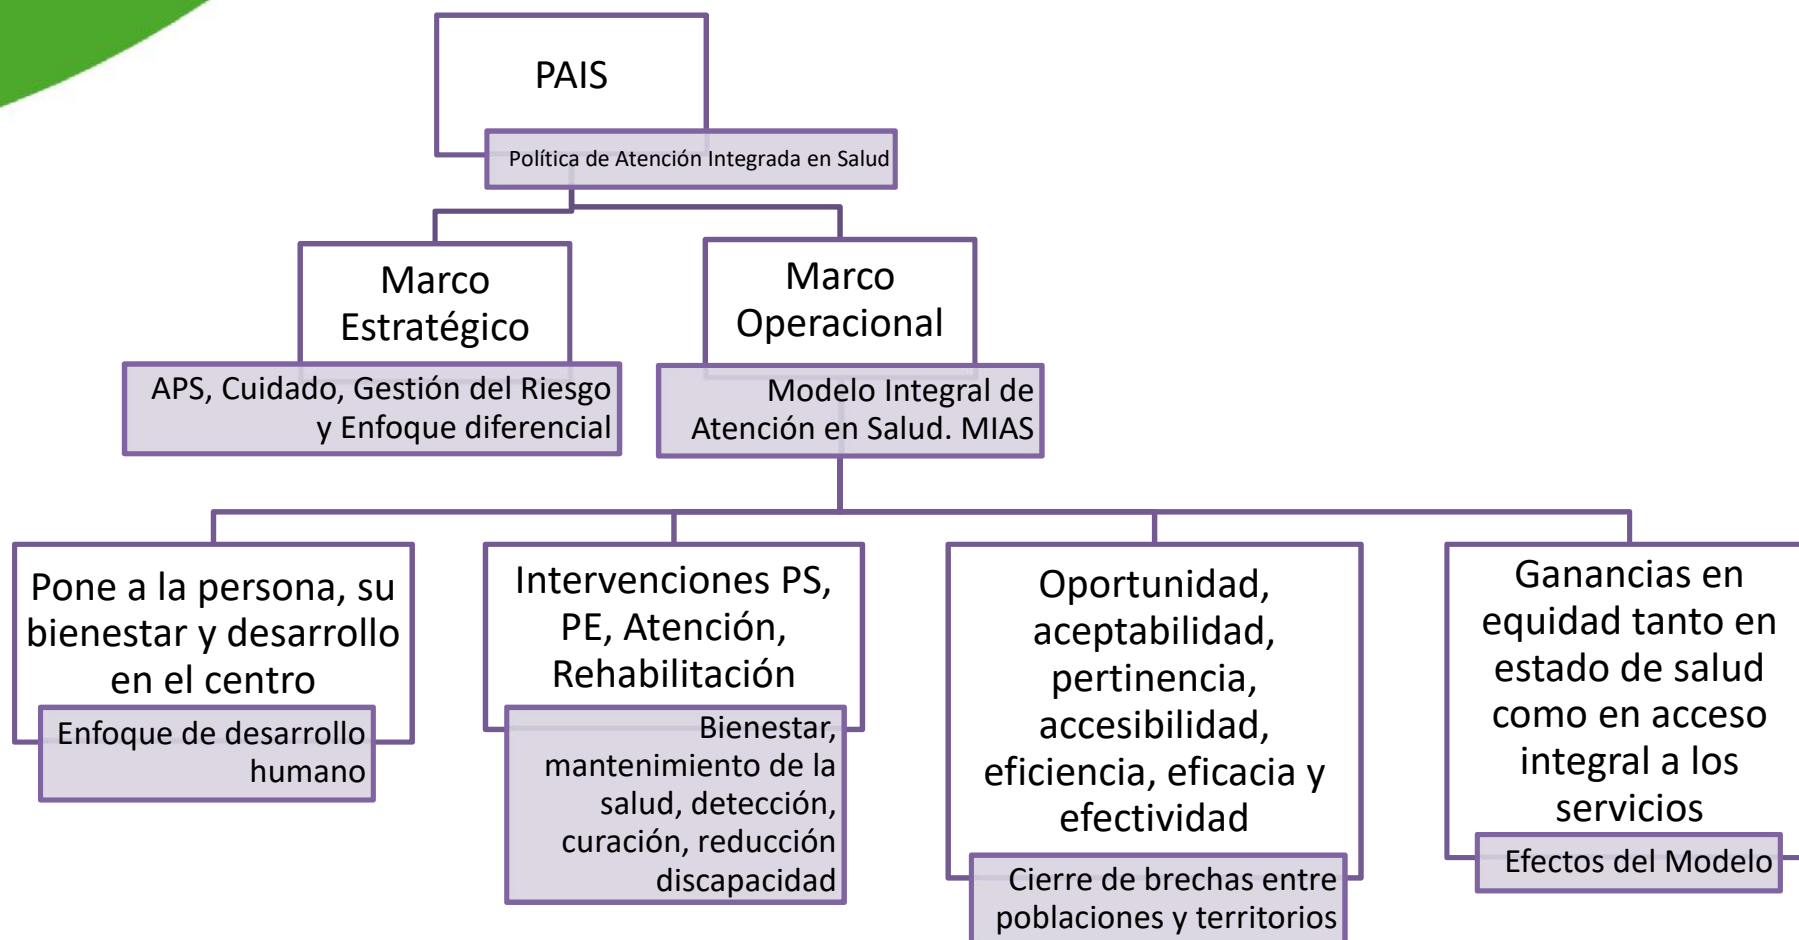 PAIS
Política de Atención Integrada en Salud
Marco
Estratégico
APS, Cuidado, Gestión del Riesgo
y Enfoque diferencial
Marco
Operacional
Modelo Integral de
Atención en Salud. MIAS
Pone a la persona, su
bienestar y desarrollo
en el centro
Enfoque de desarrollo
humano
Intervenciones PS,
PE, Atención,
Rehabilitación
Bienestar,
mantenimiento de la
salud, detección,
curación, reducción
discapacidad
Oportunidad,
aceptabilidad,
pertinencia,
accesibilidad,
eficiencia, eficacia y
efectividad
Cierre de brechas entre
poblaciones y territorios
Ganancias en
equidad tanto en
estado de salud
como en acceso
integral a los
servicios
Efectos del Modelo